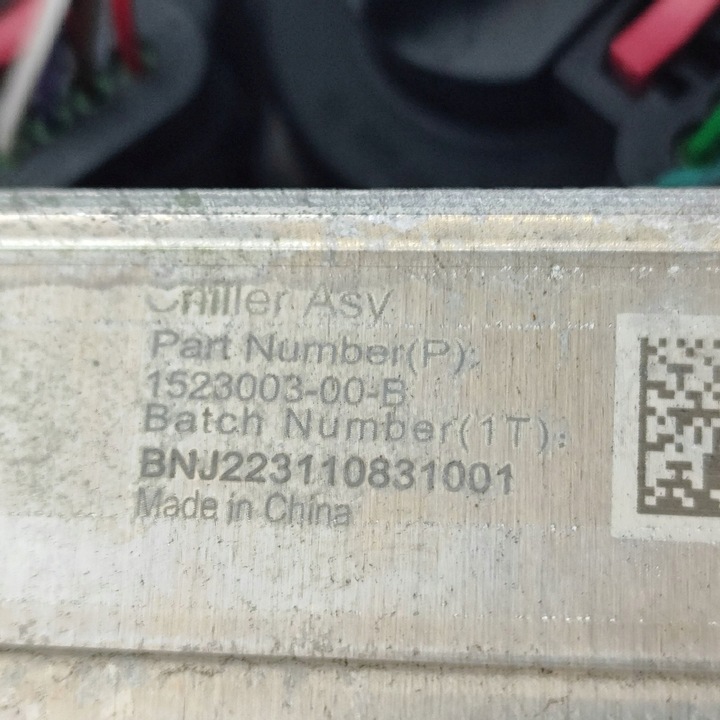 Chiller Asy
Part Number(P):
1523003-00-B
Batch Number(1T):
BNJ223110831001
Made in China